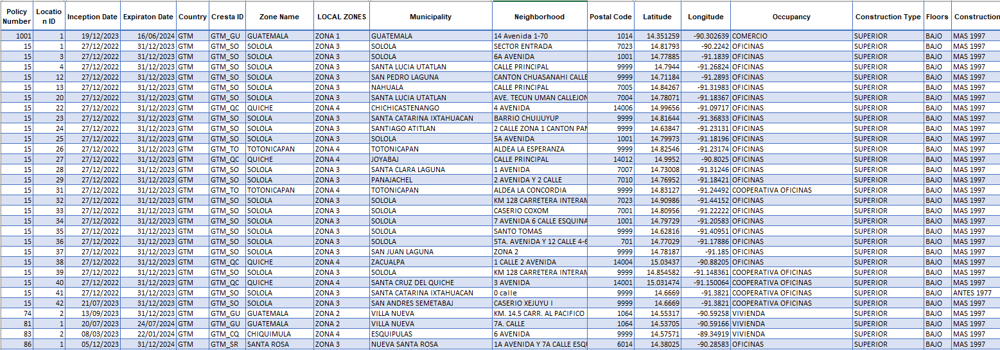 Policy Number Location ID Inception Date Expiraton Date Country Cresta ID Zone Name LOCAL ZONES Municipality Neighborhood Postal Code Latitude Longitude Occupancy Construction Type Floors Construction
1001 1 19/12/2023 16/06/2024 GTM GTM_GU GUATEMALA ZONA 1 GUATEMALA 14 Avenida 1-70 1014 14.351259 -90.302639 COMERCIO SUPERIOR BAJO MAS 1997
15 1 27/12/2022 31/12/2023 GTM GTM_SO SOLOLA ZONA 3 SOLOLA SECTOR ENTRADA 7023 14.81793 -90.2242 OFICINAS SUPERIOR BAJO MAS 1997
15 3 27/12/2022 31/12/2023 GTM GTM_SO SOLOLA ZONA 3 SOLOLA 6A AVENIDA 1001 14.77885 -91.1839 OFICINAS SUPERIOR BAJO MAS 1997
15 4 27/12/2022 31/12/2023 GTM GTM_SO SOLOLA ZONA 3 SANTA LUCIA UTATLAN CALLE PRINCIPAL 9999 14.7944 -91.26824 OFICINAS SUPERIOR BAJO MAS 1997
15 12 27/12/2022 31/12/2023 GTM GTM_SO SOLOLA ZONA 3 SAN PEDRO LAGUNA CANTON CHUASANAHI CALLE 9999 14.71184 -91.2893 OFICINAS SUPERIOR BAJO MAS 1997
15 13 27/12/2022 31/12/2023 GTM GTM_SO SOLOLA ZONA 3 NAHUALA CALLE PRINCIPAL 7005 14.84267 -91.31983 OFICINAS SUPERIOR BAJO MAS 1997
15 20 27/12/2022 31/12/2023 GTM GTM_SO SOLOLA ZONA 3 SANTA LUCIA UTATLAN AVE. TECUN UMAN CALLEJON 7004 14.78071 -91.18367 OFICINAS SUPERIOR BAJO MAS 1997
15 22 27/12/2022 31/12/2023 GTM GTM_QC QUICHE ZONA 4 CHICHICASTENANGO 4 AVENIDA 14006 14.99656 -91.09717 OFICINAS SUPERIOR BAJO MAS 1997
15 23 27/12/2022 31/12/2023 GTM GTM_SO SOLOLA ZONA 3 SANTA CATARINA IXTAHUACAN BARRIO CHUIJUYUP 9999 14.81644 -91.36833 OFICINAS SUPERIOR BAJO MAS 1997
15 24 27/12/2022 31/12/2023 GTM GTM_SO SOLOLA ZONA 3 SANTIAGO ATITLAN 2 CALLE ZONA 1 CANTON PAN 9999 14.63847 -91.23131 OFICINAS SUPERIOR BAJO MAS 1997
15 25 27/12/2022 31/12/2023 GTM GTM_SO SOLOLA ZONA 3 SOLOLA 5A AVENIDA 1001 14.79973 -91.18196 OFICINAS SUPERIOR BAJO MAS 1997
15 26 27/12/2022 31/12/2023 GTM GTM_TO TOTONICAPAN ZONA 4 TOTONICAPAN ALDEA LA ESPERANZA 9999 14.82546 -91.23174 OFICINAS SUPERIOR BAJO MAS 1997
15 27 27/12/2022 31/12/2023 GTM GTM_QC QUICHE ZONA 4 JOYABAJ CALLE PRINCIPAL 14012 14.9952 -90.8025 OFICINAS SUPERIOR BAJO MAS 1997
15 28 27/12/2022 31/12/2023 GTM GTM_SO SOLOLA ZONA 3 SANTA CLARA LAGUNA 1 AVENIDA 7007 14.73008 -91.31246 OFICINAS SUPERIOR BAJO MAS 1997
15 29 27/12/2022 31/12/2023 GTM GTM_SO SOLOLA ZONA 3 PANAJACHEL 2 AVENIDA Y 2 CALLE 7010 14.76952 -91.18421 OFICINAS SUPERIOR BAJO MAS 1997
15 31 27/12/2022 31/12/2023 GTM GTM_TO TOTONICAPAN ZONA 4 TOTONICAPAN ALDEA LA CONCORDIA 9999 14.83127 -91.24492 COOPERATIVA OFICINAS SUPERIOR BAJO MAS 1997
15 32 27/12/2022 31/12/2023 GTM GTM_SO SOLOLA ZONA 3 SOLOLA KM 128 CARRETERA INTERAM 7023 14.90986 -91.44152 OFICINAS SUPERIOR BAJO MAS 1997
15 33 27/12/2022 31/12/2023 GTM GTM_SO SOLOLA ZONA 3 SOLOLA CASERIO COXOM 7001 14.80956 -91.22222 OFICINAS SUPERIOR BAJO MAS 1997
15 34 27/12/2022 31/12/2023 GTM GTM_SO SOLOLA ZONA 3 SOLOLA 7 AVENIDA 6 CALLE ESQUINA 1001 14.79729 -91.20583 OFICINAS SUPERIOR BAJO MAS 1997
15 35 27/12/2022 31/12/2023 GTM GTM_SO SOLOLA ZONA 3 SOLOLA SANTO TOMAS 9999 14.62816 -91.40951 OFICINAS SUPERIOR BAJO MAS 1997
15 36 27/12/2022 31/12/2023 GTM GTM_SO SOLOLA ZONA 3 SOLOLA 5TA. AVENIDA Y 12 CALLE 4-6 701 14.77029 -91.17886 OFICINAS SUPERIOR BAJO MAS 1997
15 37 27/12/2022 31/12/2023 GTM GTM_SO SOLOLA ZONA 3 SAN JUAN LAGUNA ZONA 2 9999 14.78187 -91.185 OFICINAS SUPERIOR BAJO MAS 1997
15 38 27/12/2022 31/12/2023 GTM GTM_QC QUICHE ZONA 4 ZACUALPA 1 CALLE 2 AVENIDA 14004 15.03437 -90.88205 OFICINAS SUPERIOR BAJO MAS 1997
15 39 27/12/2022 31/12/2023 GTM GTM_SO SOLOLA ZONA 3 SOLOLA KM 128 CARRETERA INTERAM 9999 14.854582 -91.148361 COOPERATIVA OFICINAS SUPERIOR BAJO MAS 1997
15 40 27/12/2022 31/12/2023 GTM GTM_QC QUICHE ZONA 4 SANTA CRUZ DEL QUICHE 3 AVENIDA 14001 15.031474 -91.150064 COOPERATIVA OFICINAS SUPERIOR BAJO MAS 1997
15 41 27/12/2022 31/12/2023 GTM GTM_SO SOLOLA ZONA 3 SANTA CATARINA IXTAHUACAN 0 calle 9999 14.6669 -91.3821 COOPERATIVA OFICINAS SUPERIOR BAJO ANTES 1977
15 42 21/07/2023 31/12/2023 GTM GTM_SO SOLOLA ZONA 3 SAN ANDRES SEMETABAJ CASERIO XEJUYU I 9999 14.6669 -91.3821 COOPERATIVA OFICINAS SUPERIOR BAJO MAS 1997
74 2 13/09/2023 31/12/2023 GTM GTM_GU GUATEMALA ZONA 2 VILLA NUEVA KM. 14.5 CARR. AL PACIFICO 1064 14.55317 -90.59258 VIVIENDA SUPERIOR BAJO MAS 1997
81 1 20/07/2023 24/07/2024 GTM GTM_GU GUATEMALA ZONA 2 VILLA NUEVA 7A. CALLE 1064 14.53705 -90.59166 VIVIENDA SUPERIOR BAJO MAS 1997
83 2 08/03/2023 22/01/2024 GTM GTM_CQ CHIQUIMULA ZONA 4 ESQUIPULAS 6 AVENIDA 9999 14.57571 -89.34919 VIVIENDA SUPERIOR BAJO MAS 1997
86 1 05/12/2023 31/12/2024 GTM GTM_SR SANTA ROSA ZONA 3 NUEVA SANTA ROSA 1A AVENIDA Y 7A CALLE ESQU 6014 14.38025 -90.28583 OFICINAS SUPERIOR BAJO MAS 1997